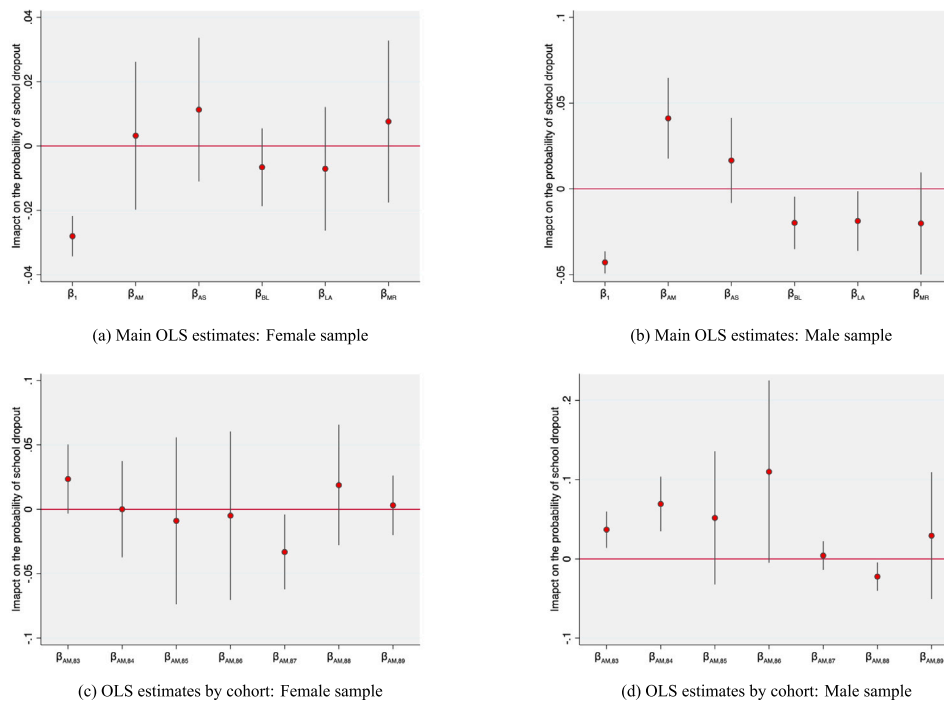 .04
.02
0
-.02
-.04
Imapct on the probability of school dropout
β1 βAM βAS βBL βLA βMR
(a) Main OLS estimates: Female sample
.1
.05
0
-.05
Imapct on the probability of school dropout
β1 βAM βAS βBL βLA βMR
(b) Main OLS estimates: Male sample
.1
.05
0
-.05
-.1
Imapct on the probability of school dropout
βAM,83 βAM,84 βAM,85 βAM,86 βAM,87 βAM,88 βAM,89
(c) OLS estimates by cohort: Female sample
.2
.1
0
-.1
Imapct on the probability of school dropout
βAM,83 βAM,84 βAM,85 βAM,86 βAM,87 βAM,88 βAM,89
(d) OLS estimates by cohort: Male sample